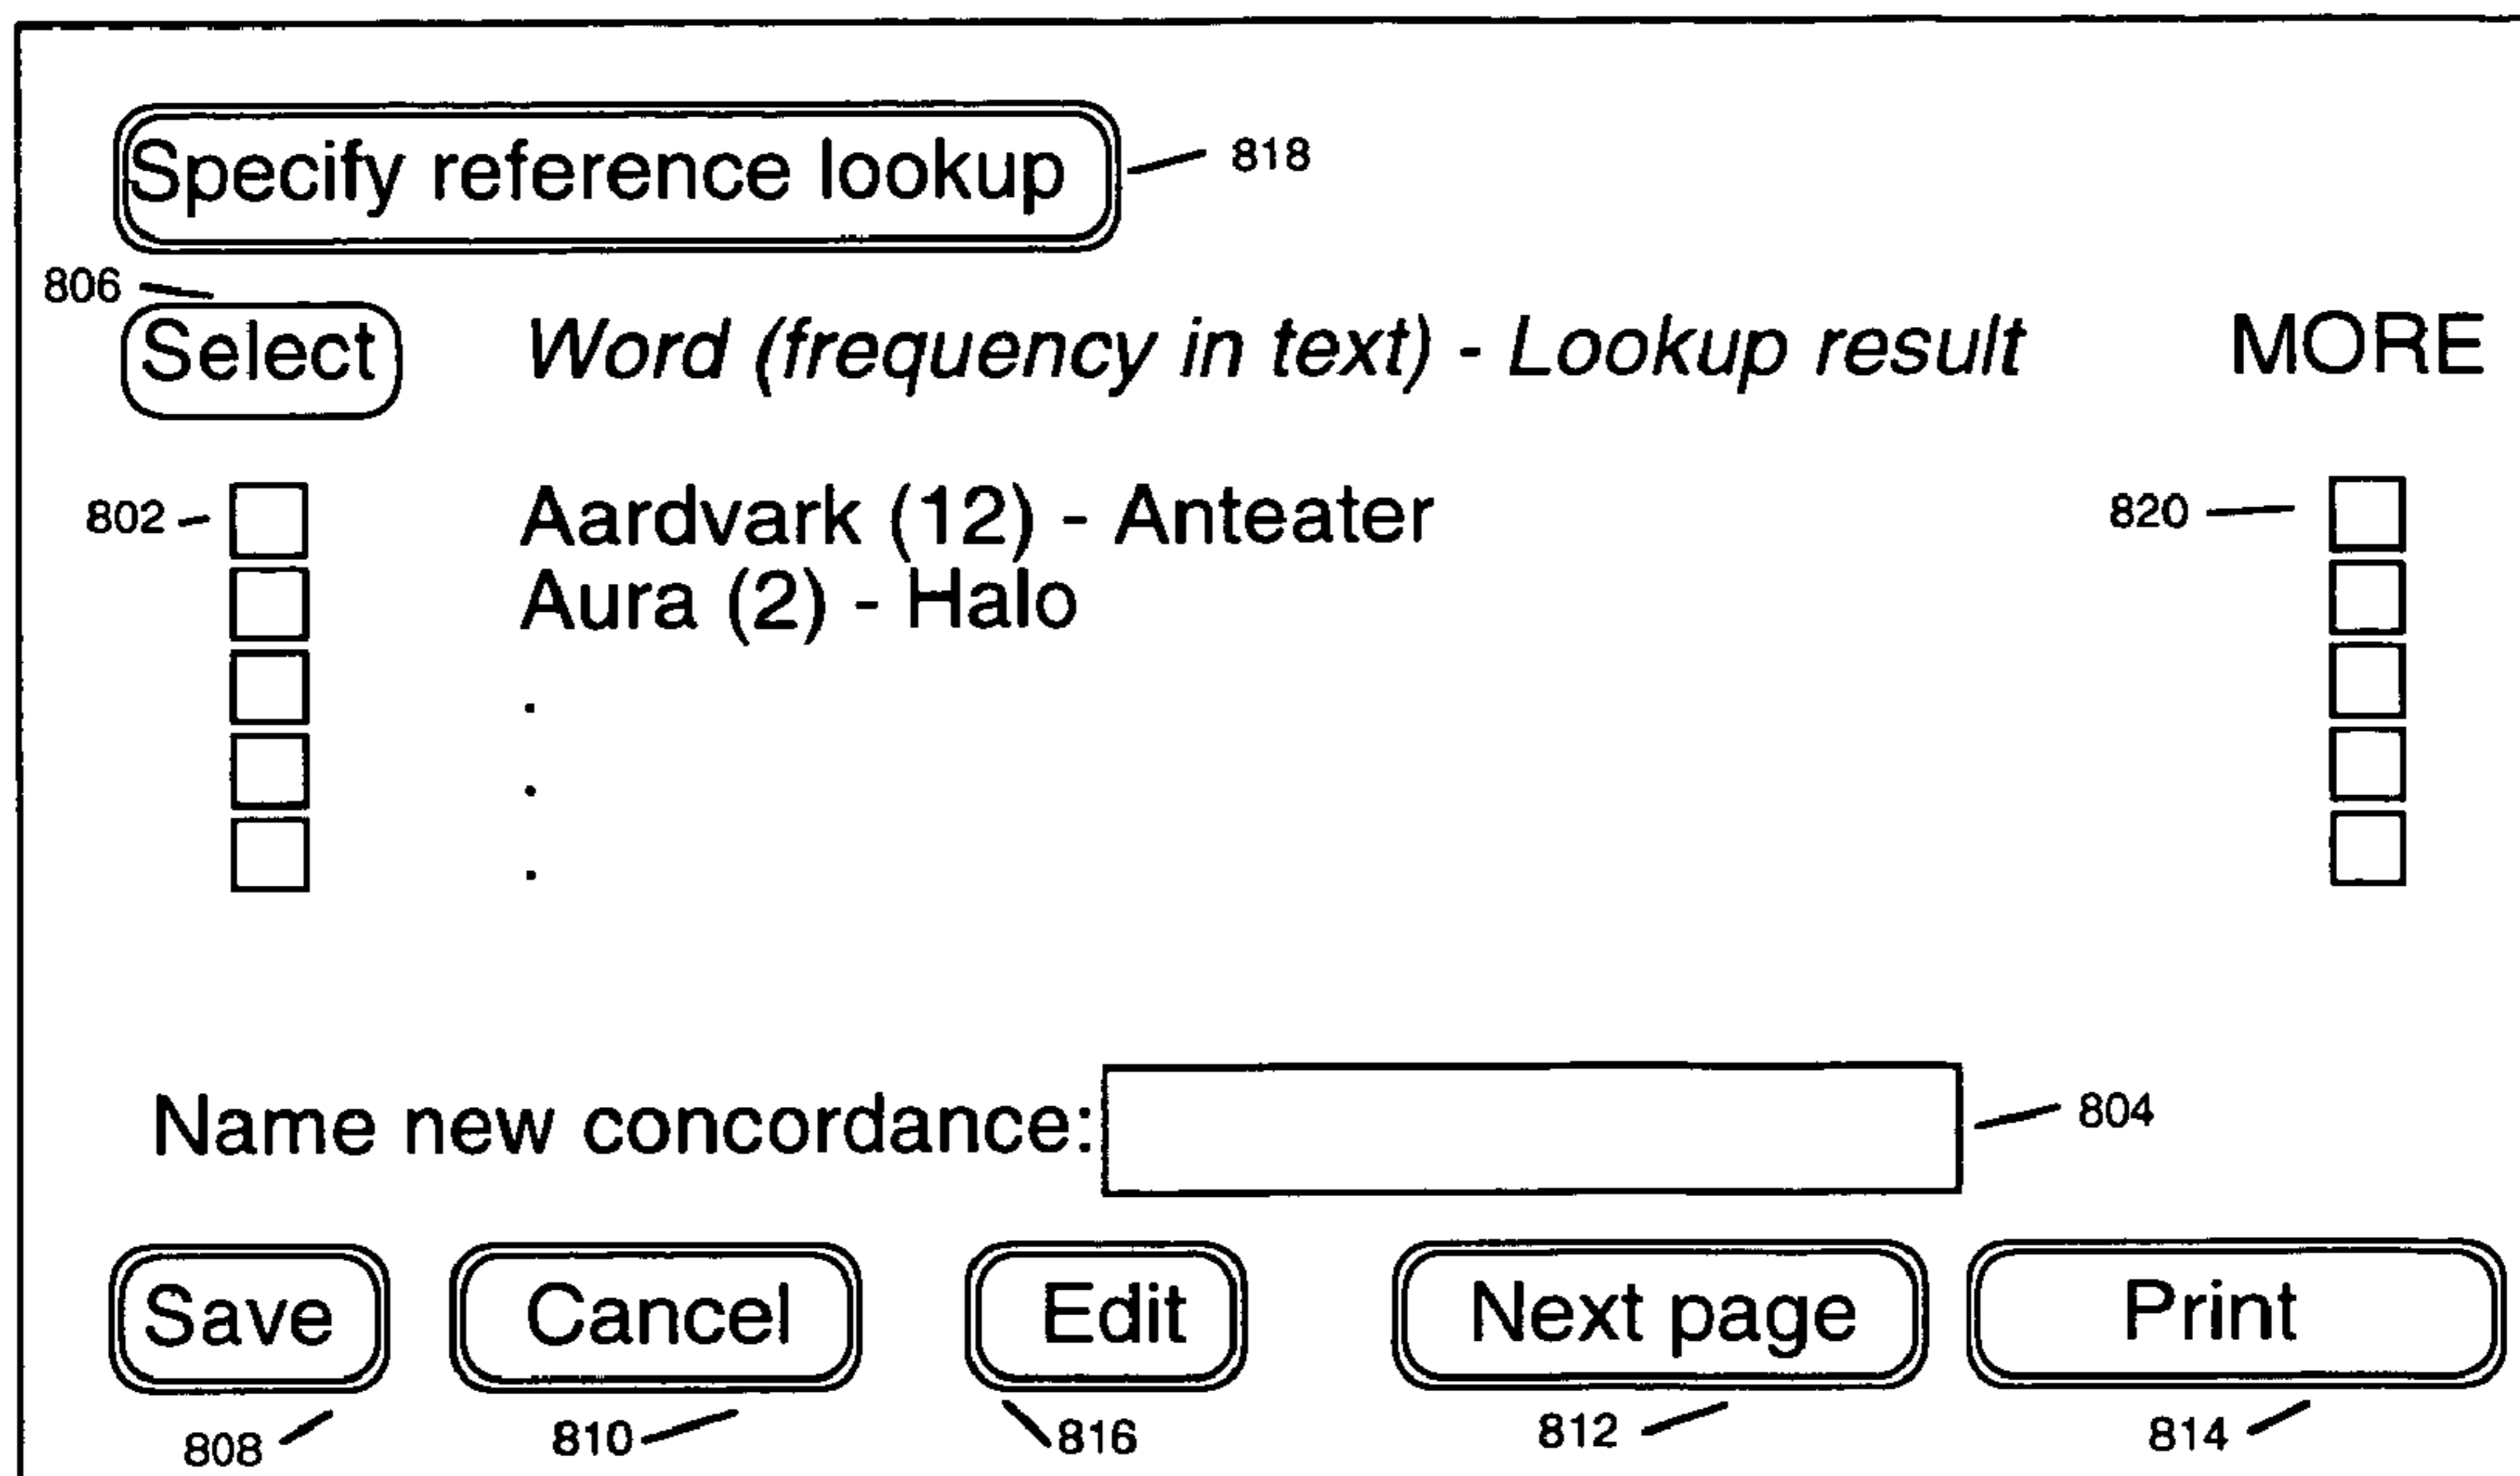 Specify reference lookup 818
806
Select Word (frequency in text) - Lookup result MORE
802 Aardvark (12) - Anteater 820
Aura (2) - Halo
.
.
.
Name new concordance: 804
Save Cancel Edit Next page Print
808 810 816 812 814